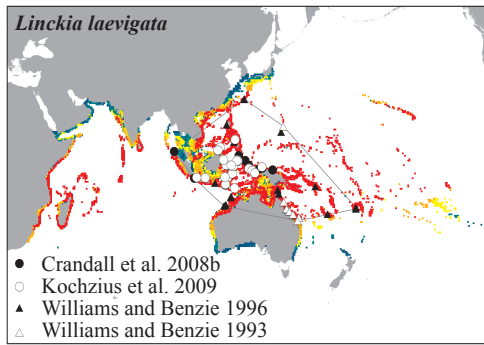 Linckia laevigata
● Crandall et al. 2008b
○ Kochzius et al. 2009
▲ Williams and Benzie 1996
△ Williams and Benzie 1993